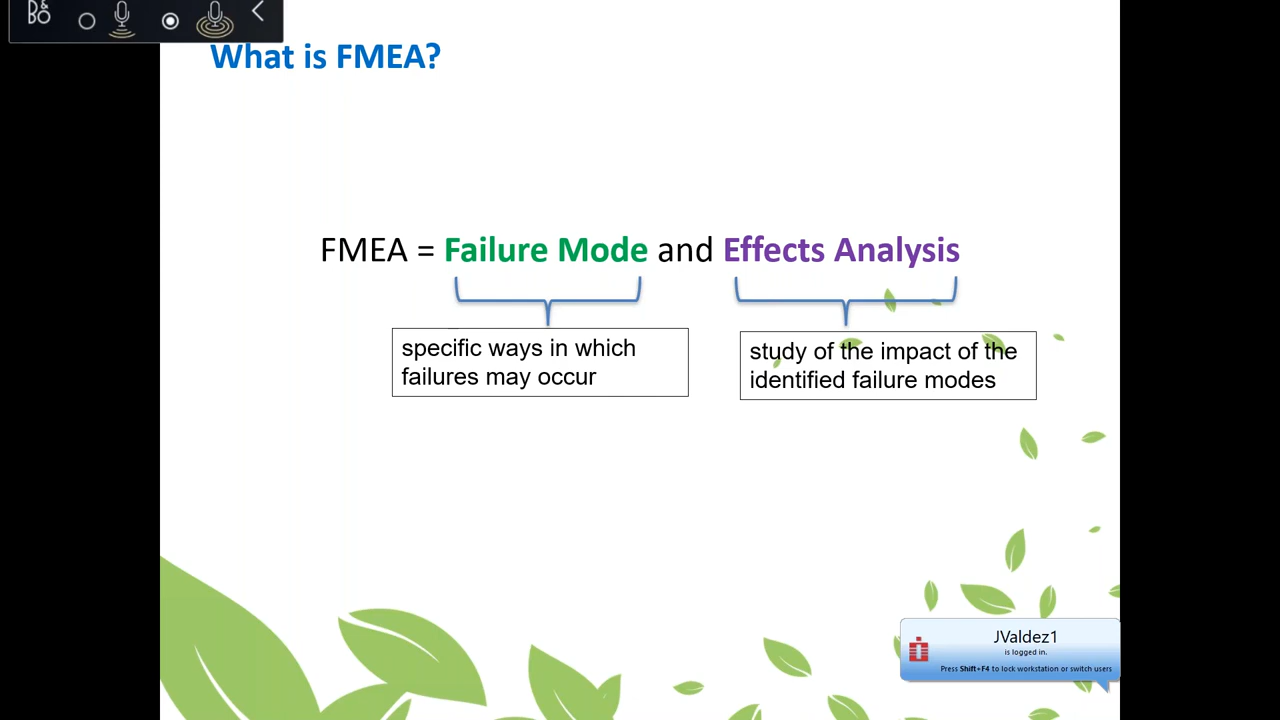 B&O
What is FMEA?
FMEA = Failure Mode and Effects Analysis
specific ways in which
failures may occur
study of the impact of the
identified failure modes
JValdez1
is logged in.
Press Shift+F4 to lock workstation or switch users